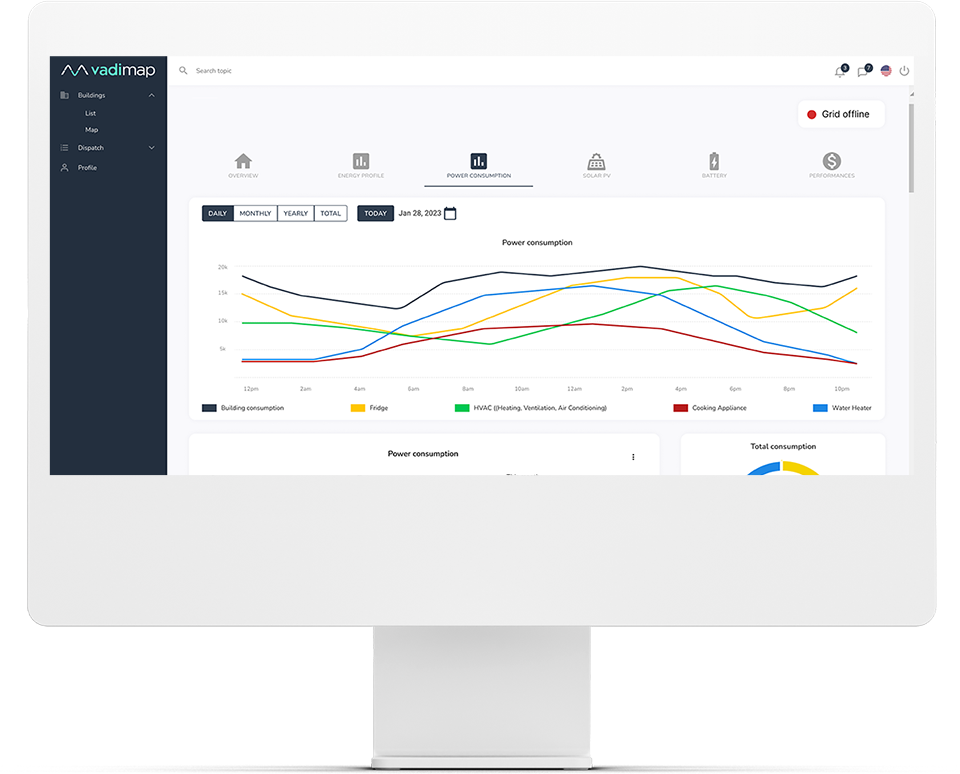 vadimap
Search topic
3
7
Buildings
List
Map
Dispatch
Profile
Grid offline
OVERVIEW
ENERGY PROFILE
POWER CONSUMPTION
SOLAR PV
BATTERY
PERFORMANCES
DAILY MONTHLY YEARLY TOTAL TODAY Jan 28, 2023
Power consumption
20k
15k
10k
5k
12pm 2am 4am 6am 8am 10am 12am 2pm 4pm 6pm 8pm 10pm
Building consumption Fridge HVAC ((Heating, Ventilation, Air Conditioning) Cooking Appliance Water Heater
Power consumption
Total consumption